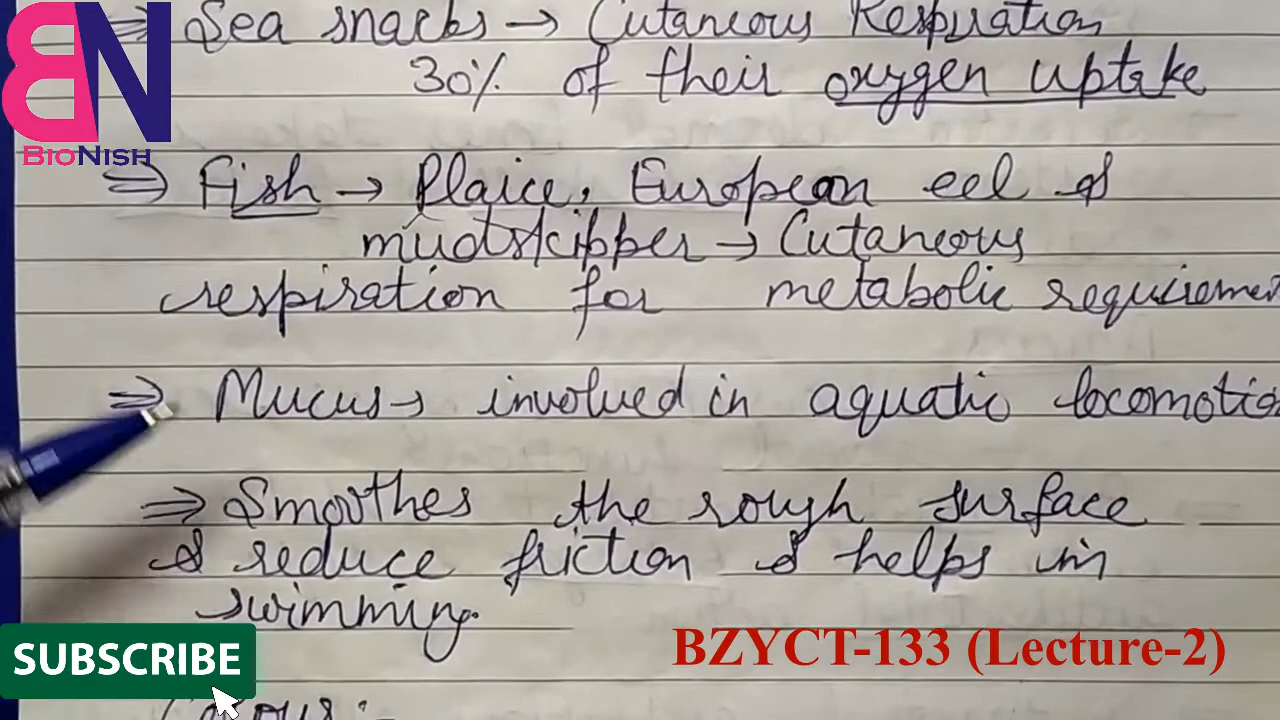 ⇒ Sea snacks → Cutaneous Respiration
30% of their oxygen uptake
BN
BIONISH
⇒ Fish → Plaice, European eel &
mudskipper → Cutaneous
respiration for metabolic requirement
⇒ Mucus → involved in aquatic locomotio
⇒ Smoothes the rough surface
& reduce friction & helps in
swimming.
BZYCT-133 (Lecture-2)
SUBSCRIBE